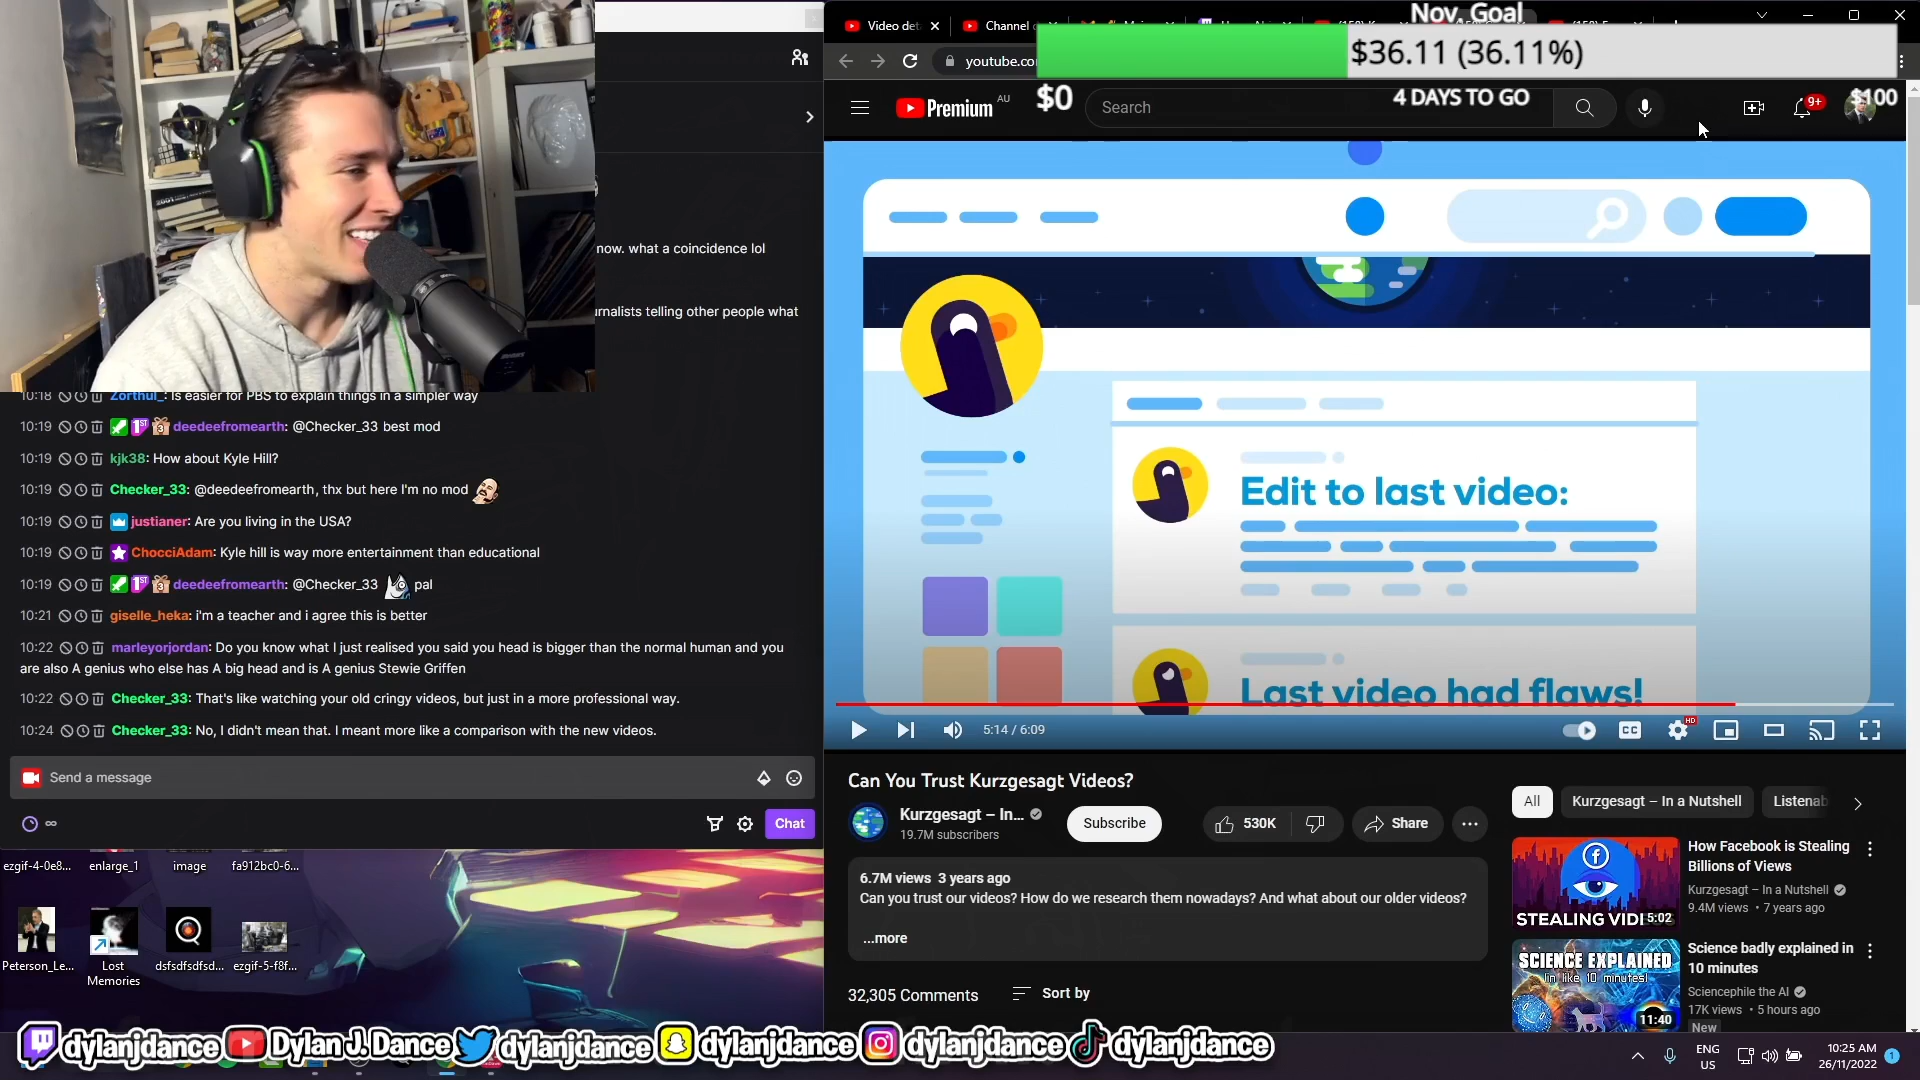 Nov. Goal
Video det
Channel
youtube.co
$36.11 (36.11%)
Premium AU
$0
Search
4 DAYS TO GO
9+
$100
now. what a coincidence lol
urnalists telling other people what
10:18 Zorthul_: Is easier for PBS to explain things in a simpler way
10:19 deedeefromearth: @Checker_33 best mod
10:19 kjk38: How about Kyle Hill?
10:19 Checker_33: @deedeefromearth, thx but here I'm no mod
10:19 justianer: Are you living in the USA?
10:19 ChocciAdam: Kyle hill is way more entertainment than educational
10:19 deedeefromearth: @Checker_33 pal
10:21 giselle_heka: i'm a teacher and i agree this is better
10:22 marleyorjordan: Do you know what I just realised you said you head is bigger than the normal human and you
are also A genius who else has A big head and is A genius Stewie Griffen
10:22 Checker_33: That's like watching your old cringy videos, but just in a more professional way.
10:24 Checker_33: No, I didn't mean that. I meant more like a comparison with the new videos.
Send a message
Chat
Edit to last video:
Last video had flaws!
5:14 / 6:09
CC
HD
Can You Trust Kurzgesagt Videos?
Kurzgesagt – In...
19.7M subscribers
Subscribe
530K
Share
6.7M views 3 years ago
Can you trust our videos? How do we research them nowadays? And what about our older videos?
...more
32,305 Comments
Sort by
All
Kurzgesagt – In a Nutshell
Listenab
STEALING VID
5:02
How Facebook is Stealing
Billions of Views
Kurzgesagt – In a Nutshell
9.4M views • 7 years ago
SCIENCE EXPLAINED
(in like 10 minutes)
11:40
Science badly explained in
10 minutes
Sciencephile the AI
17K views • 5 hours ago
New
ezgif-4-0e8...
enlarge_1
image
fa912bc0-6...
Peterson_Le...
Lost
Memories
dsfsdfsdfsd...
ezgif-5-f8f...
dylanjdance
Dylan J. Dance
dylanjdance
dylanjdance
dylanjdance
dylanjdance
ENG
US
10:25 AM
26/11/2022
1